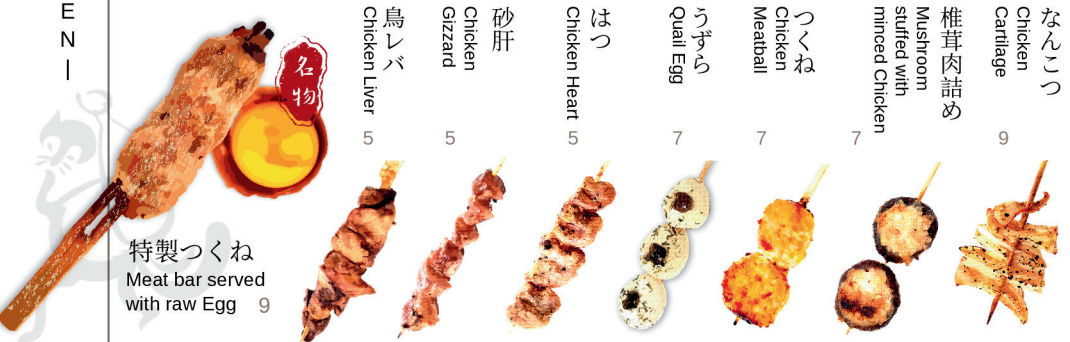 ENI
名物
特製つくね
Meat bar served
with raw Egg 9
鳥レバ
Chicken Liver
5
砂肝
Chicken
Gizzard
5
はつ
Chicken Heart
5
うずら
Quail Egg
7
つくね
Chicken
Meatball
7
椎茸肉詰め
Mushroom
stuffed with
minced Chicken
7
なんこつ
Chicken
Cartilage
9